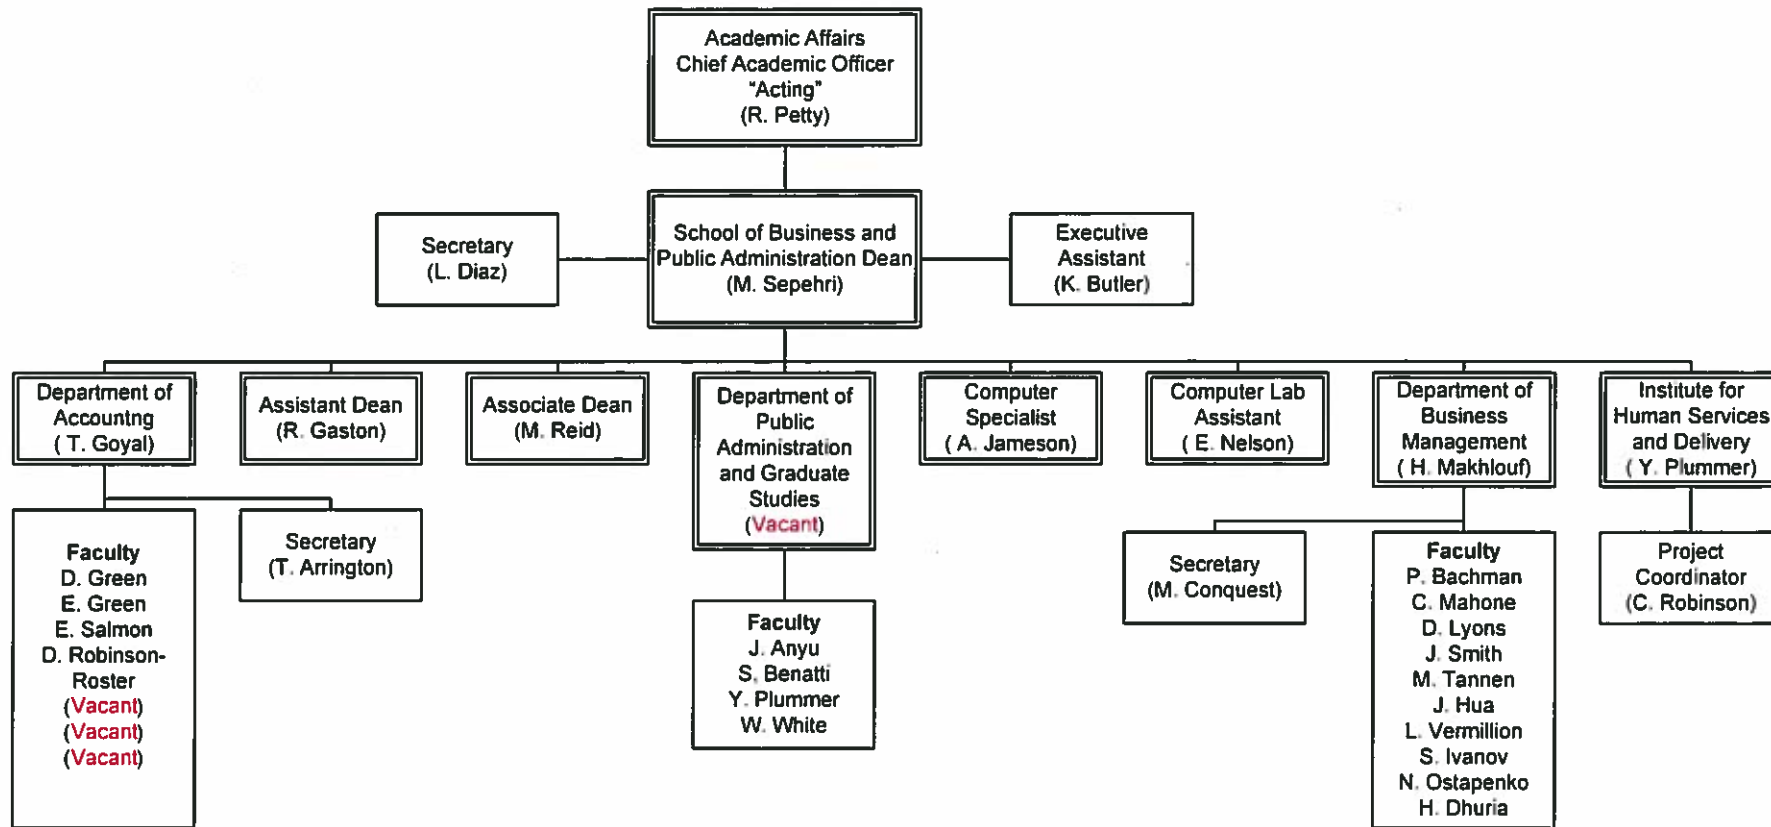 Academic Affairs
Chief Academic Officer
"Acting"
(R. Petty)
Secretary
(L. Diaz)
School of Business and
Public Administration Dean
(M. Sepehri)
Executive
Assistant
(K. Butler)
Department of
Accountng
( T. Goyal)
Assistant Dean
(R. Gaston)
Associate Dean
(M. Reid)
Department of
Public
Administration
and Graduate
Studies
(Vacant)
Computer
Specialist
( A. Jameson)
Computer Lab
Assistant
( E. Nelson)
Department of
Business
Management
( H. Makhlouf)
Institute for
Human Services
and Delivery
( Y. Plummer)
Faculty
D. Green
E. Green
E. Salmon
D. Robinson-
Roster
(Vacant)
(Vacant)
(Vacant)
Secretary
(T. Arrington)
Faculty
J. Anyu
S. Benatti
Y. Plummer
W. White
Secretary
(M. Conquest)
Faculty
P. Bachman
C. Mahone
D. Lyons
J. Smith
M. Tannen
J. Hua
L. Vermillion
S. Ivanov
N. Ostapenko
H. Dhuria
Project
Coordinator
(C. Robinson)